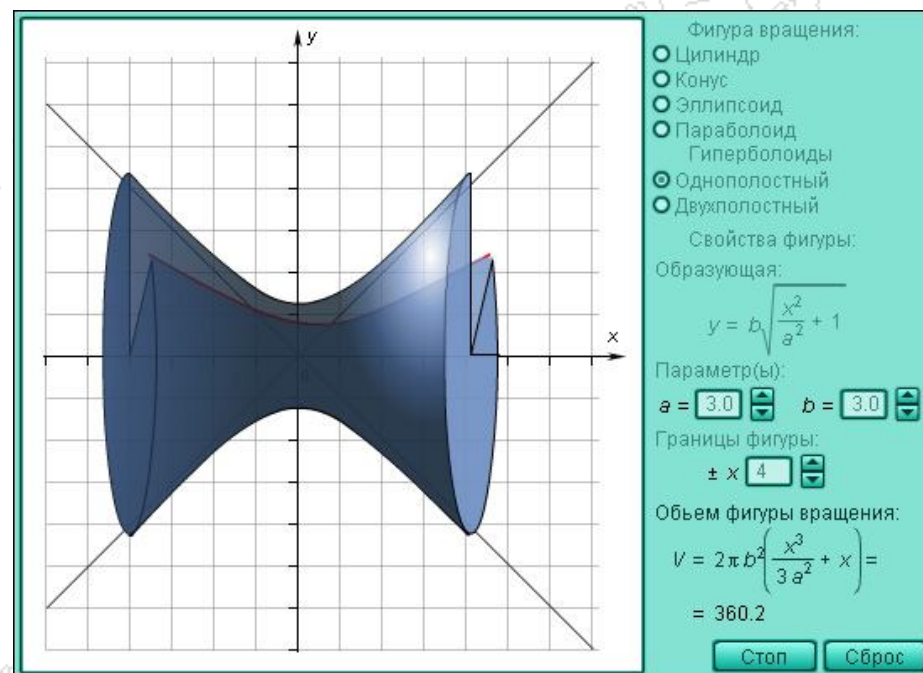 y
x
Фигура вращения:
Цилиндр
Конус
Эллипсоид
Параболоид
Гиперболоиды
Однополостный
Двухполостный
Свойства фигуры:
Образующая:
y = b√(x²/a² + 1)
Параметр(ы):
a = 3.0 b = 3.0
Границы фигуры:
± x 4
Обьем фигуры вращения:
V = 2πb²(x³/3a² + x) =
= 360.2
Стоп Сброс